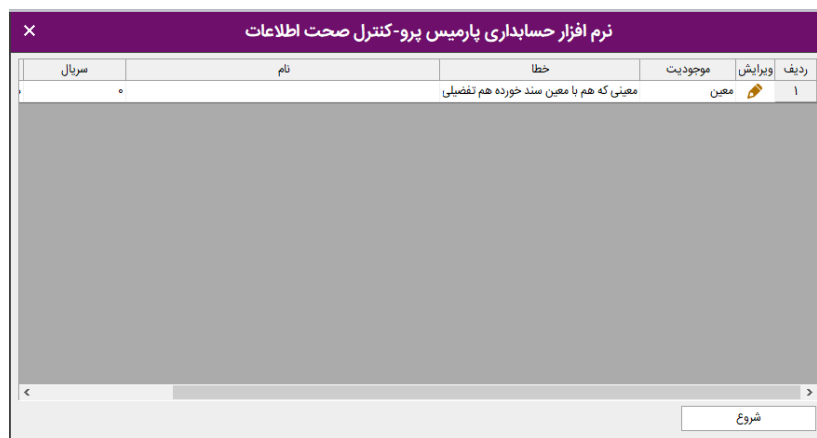 نرم افزار حسابداری پارمیس پرو-کنترل صحت اطلاعات
ردیف ویرایش موجودیت خطا نام سریال
۱ معین معینی که هم با معین سند خورده هم تفضیلی ۰
شروع